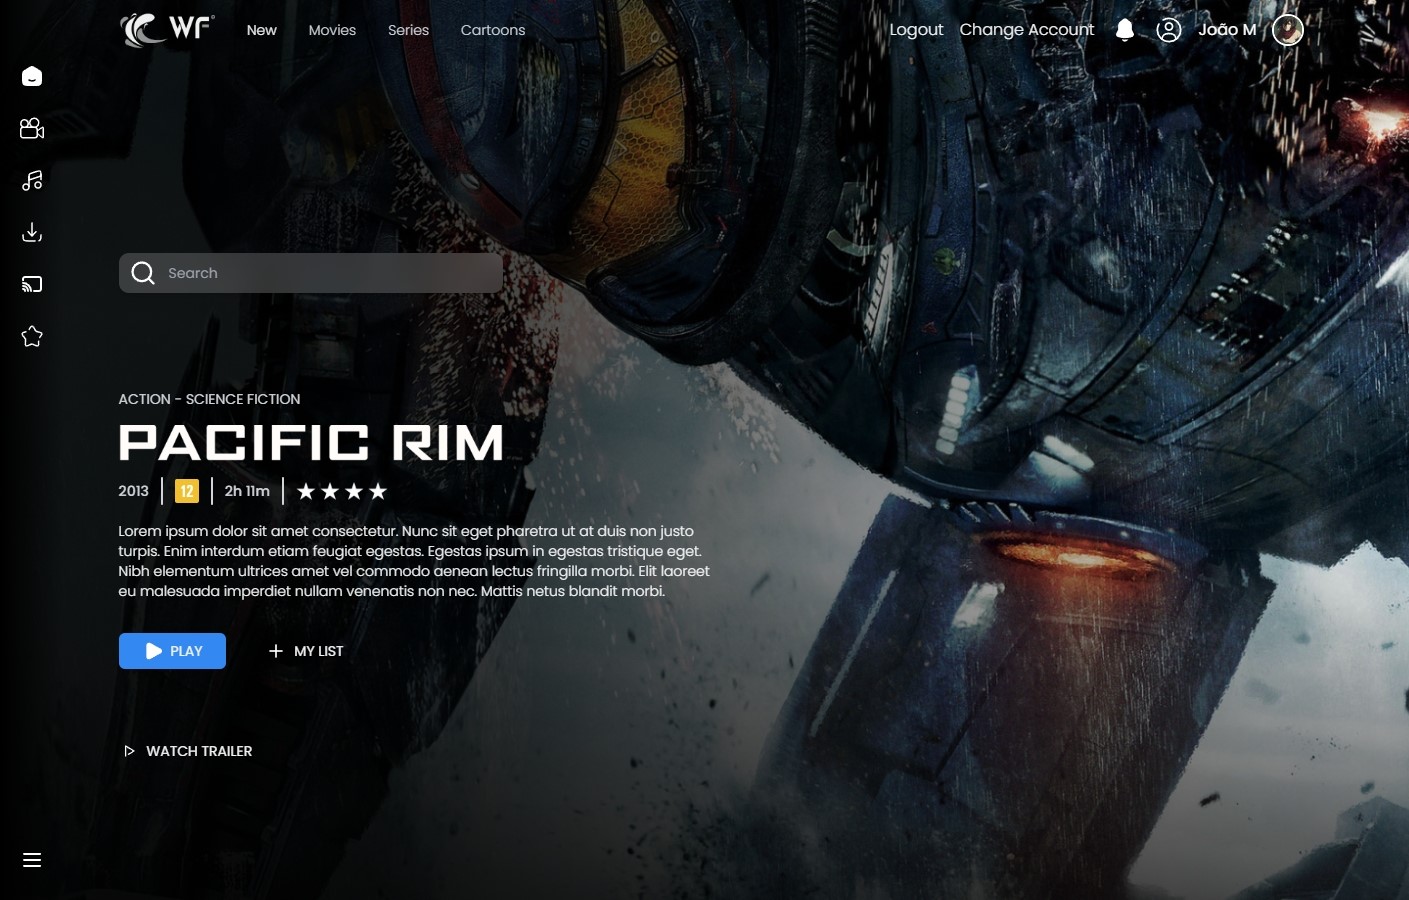 WF
New
Movies
Series
Cartoons
Logout
Change Account
João M
Search
ACTION - SCIENCE FICTION
PACIFIC RIM
2013
12
2h 11m
Lorem ipsum dolor sit amet consectetur. Nunc sit eget pharetra ut at duis non justo
turpis. Enim interdum etiam feugiat egestas. Egestas ipsum in egestas tristique eget.
Nibh elementum ultrices amet vel commodo aenean lectus fringilla morbi. Elit laoreet
eu malesuada imperdiet nullam venenatis non nec. Mattis netus blandit morbi.
PLAY
MY LIST
WATCH TRAILER